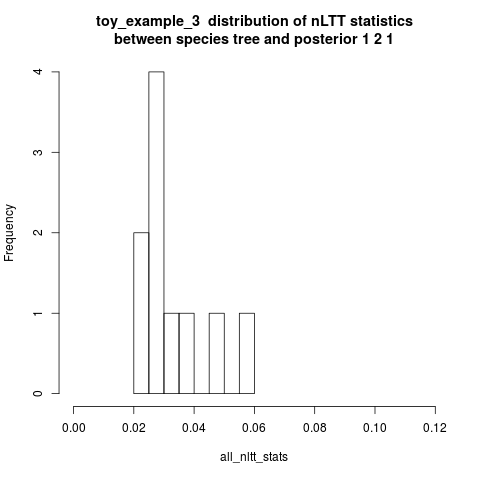 toy_example_3 distribution of nLTT statistics
between species tree and posterior 1 2 1
4
3
2
1
0
Frequency
0.00 0.02 0.04 0.06 0.08 0.10 0.12
all_nltt_stats